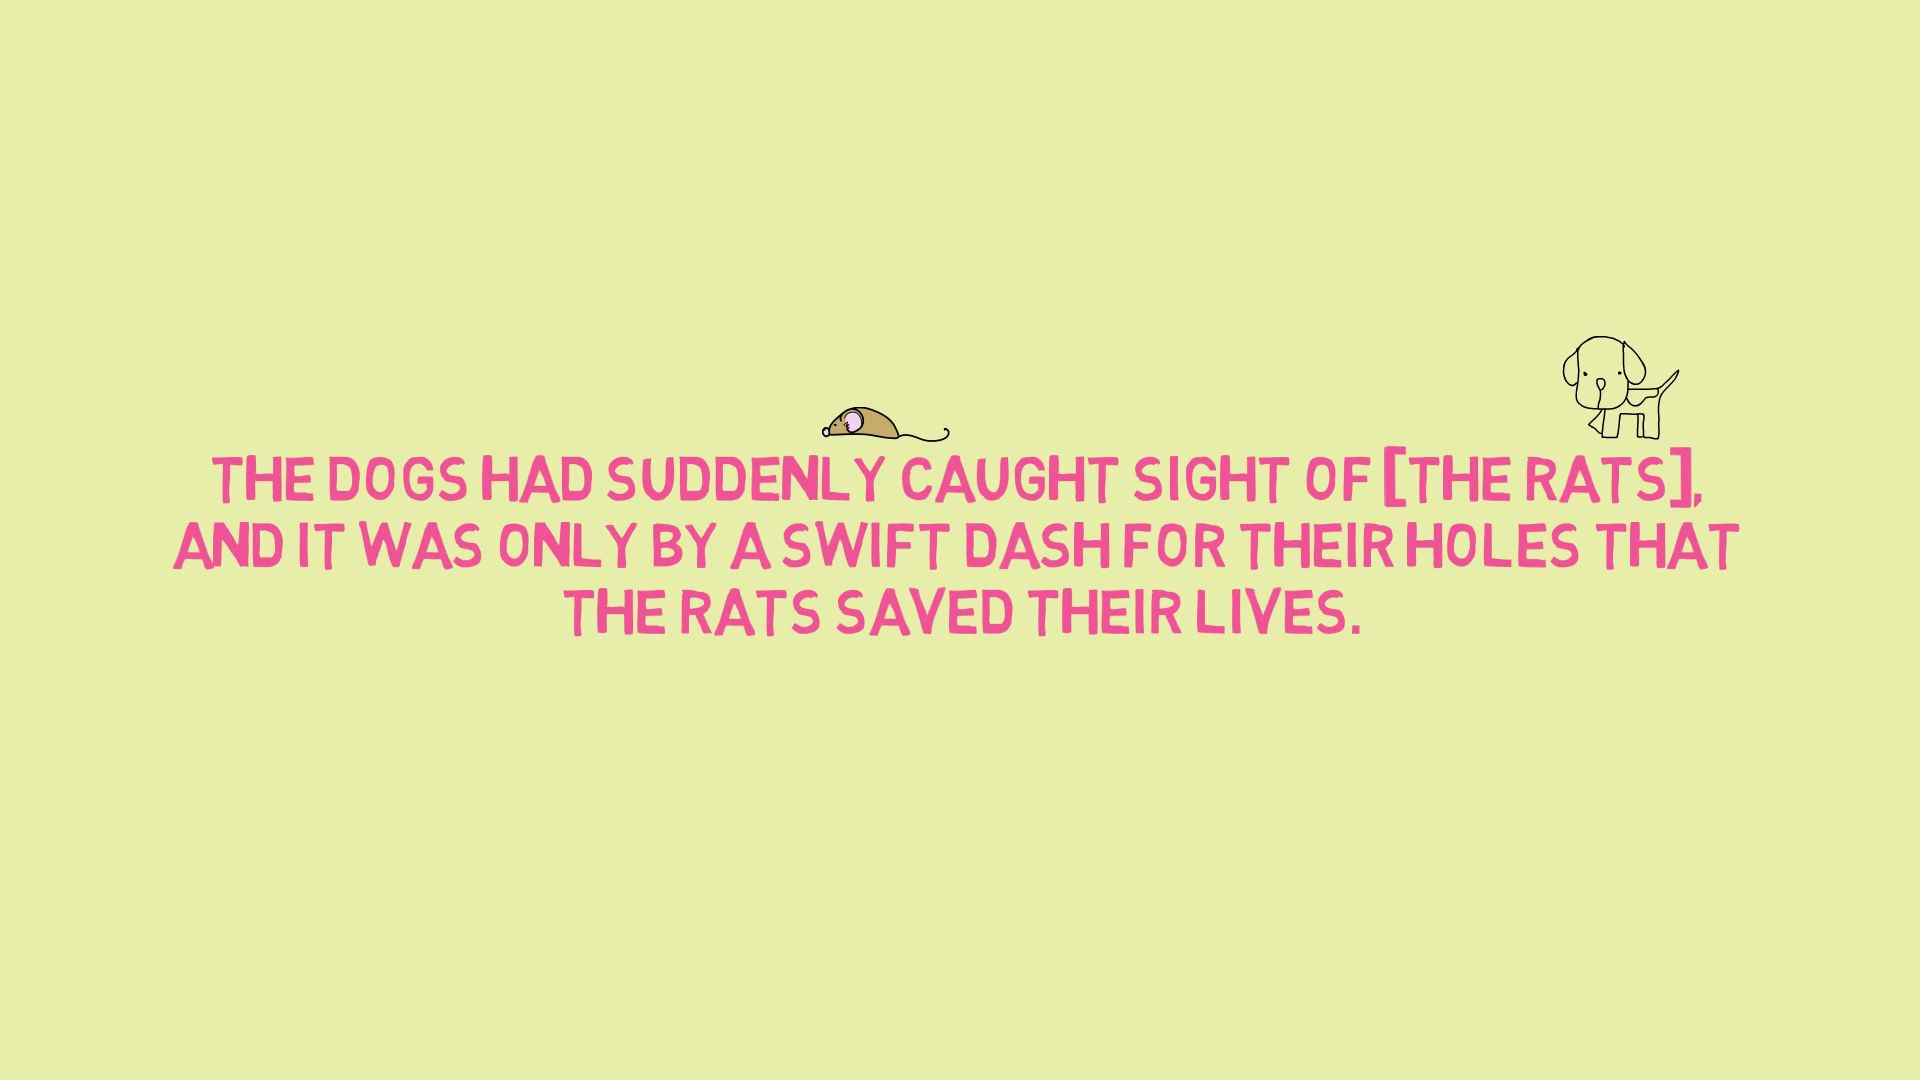 THE DOGS HAD SUDDENLY CAUGHT SIGHT OF [THE RATS],
AND IT WAS ONLY BY A SWIFT DASH FOR THEIR HOLES THAT
THE RATS SAVED THEIR LIVES.